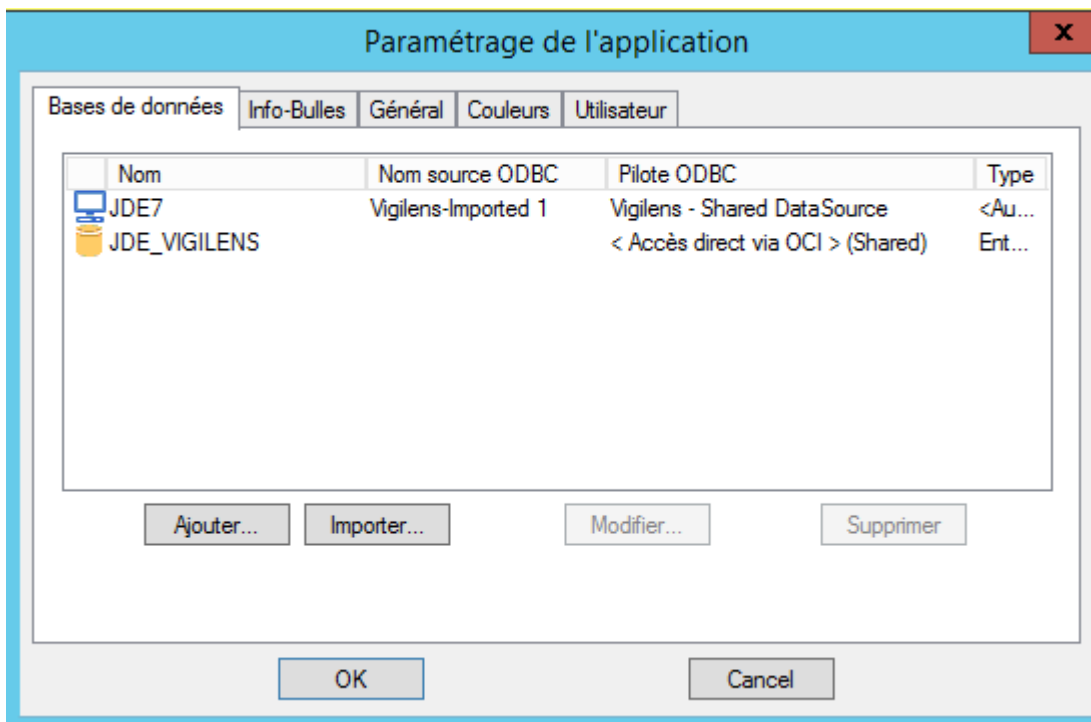 Paramétrage de l'application
x
Bases de données Info-Bulles Général Couleurs Utilisateur
Nom Nom source ODBC Pilote ODBC Type
JDE7 Vigilens-Imported 1 Vigilens - Shared DataSource <Au...
JDE_VIGILENS < Accès direct via OCI > (Shared) Ent...
Ajouter... Importer... Modifier... Supprimer
OK Cancel